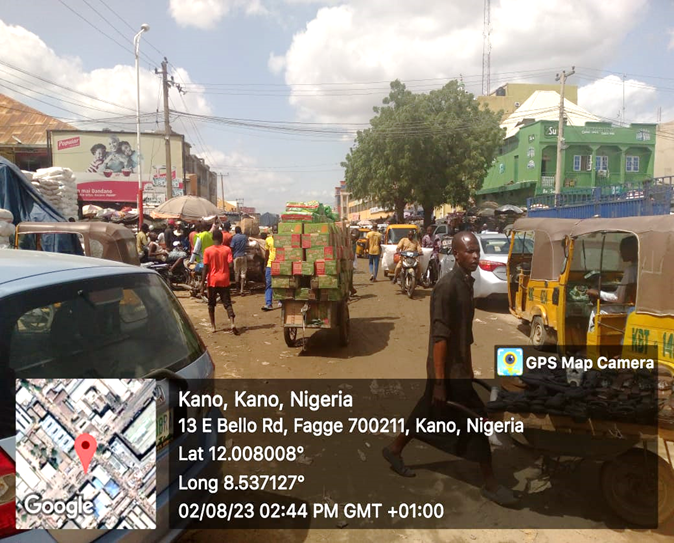 GPS Map Camera
Kano, Kano, Nigeria
13 E Bello Rd, Fagge 700211, Kano, Nigeria
Lat 12.008008°
Long 8.537127°
02/08/23 02:44 PM GMT +01:00
Google